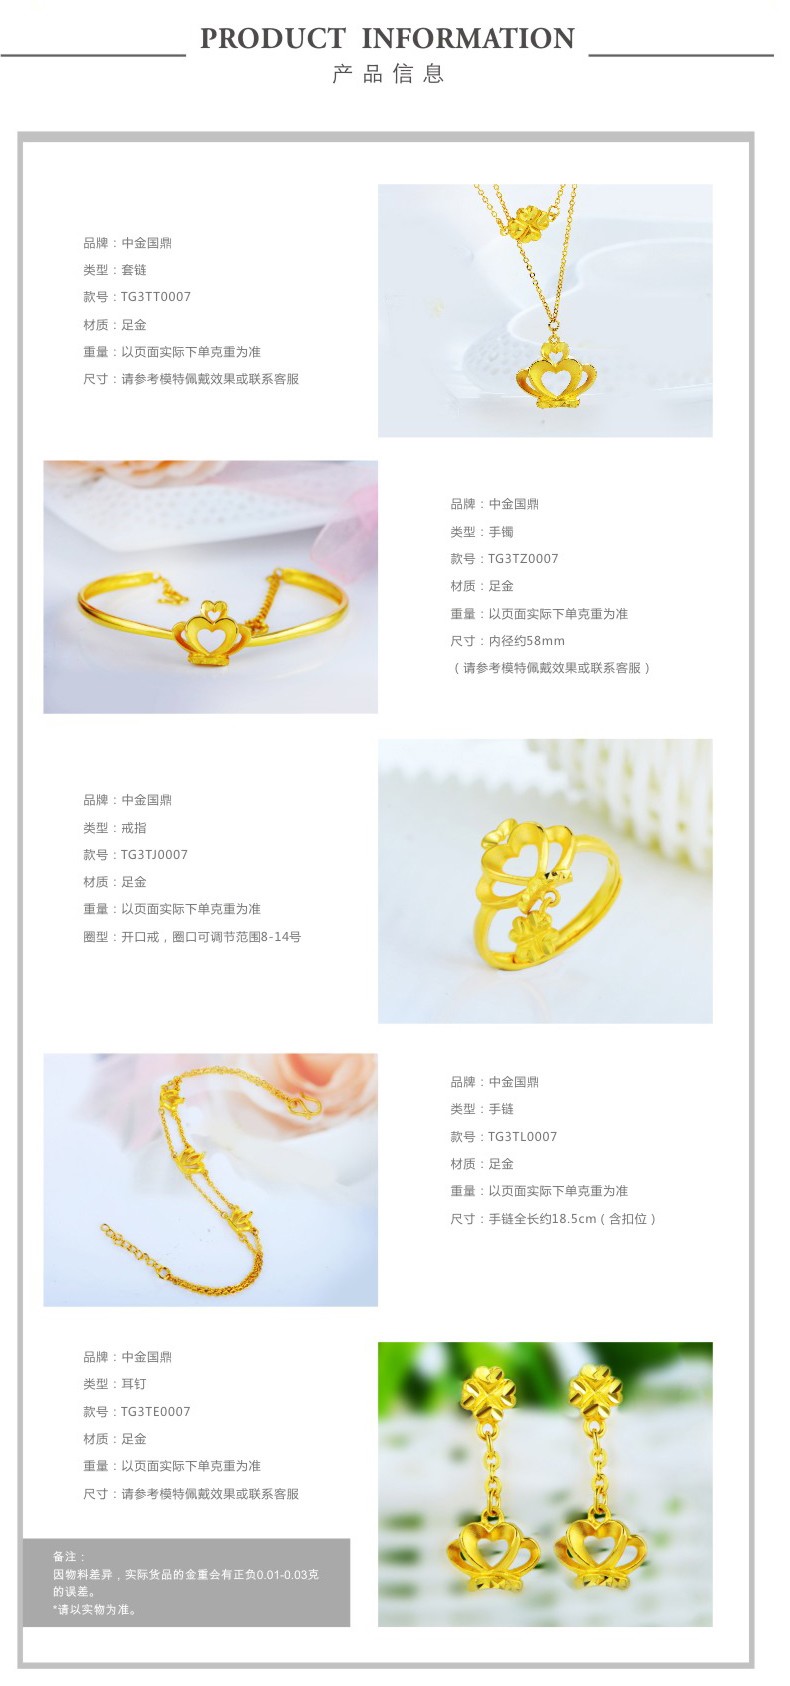 PRODUCT INFORMATION
产品信息
品牌：中金国鼎
类型：套链
款号：TG3TT0007
材质：足金
重量：以页面实际下单克重为准
尺寸：请参考模特佩戴效果或联系客服
品牌：中金国鼎
类型：手镯
款号：TG3TZ0007
材质：足金
重量：以页面实际下单克重为准
尺寸：内径约58mm
（请参考模特佩戴效果或联系客服）
品牌：中金国鼎
类型：戒指
款号：TG3TJ0007
材质：足金
重量：以页面实际下单克重为准
圈型：开口戒，圈口可调节范围8-14号
品牌：中金国鼎
类型：手链
款号：TG3TL0007
材质：足金
重量：以页面实际下单克重为准
尺寸：手链全长约18.5cm（含扣位）
品牌：中金国鼎
类型：耳钉
款号：TG3TE0007
材质：足金
重量：以页面实际下单克重为准
尺寸：请参考模特佩戴效果或联系客服
备注：
因物料差异，实际货品的金重会有正负0.01-0.03克
的误差。
*请以实物为准。